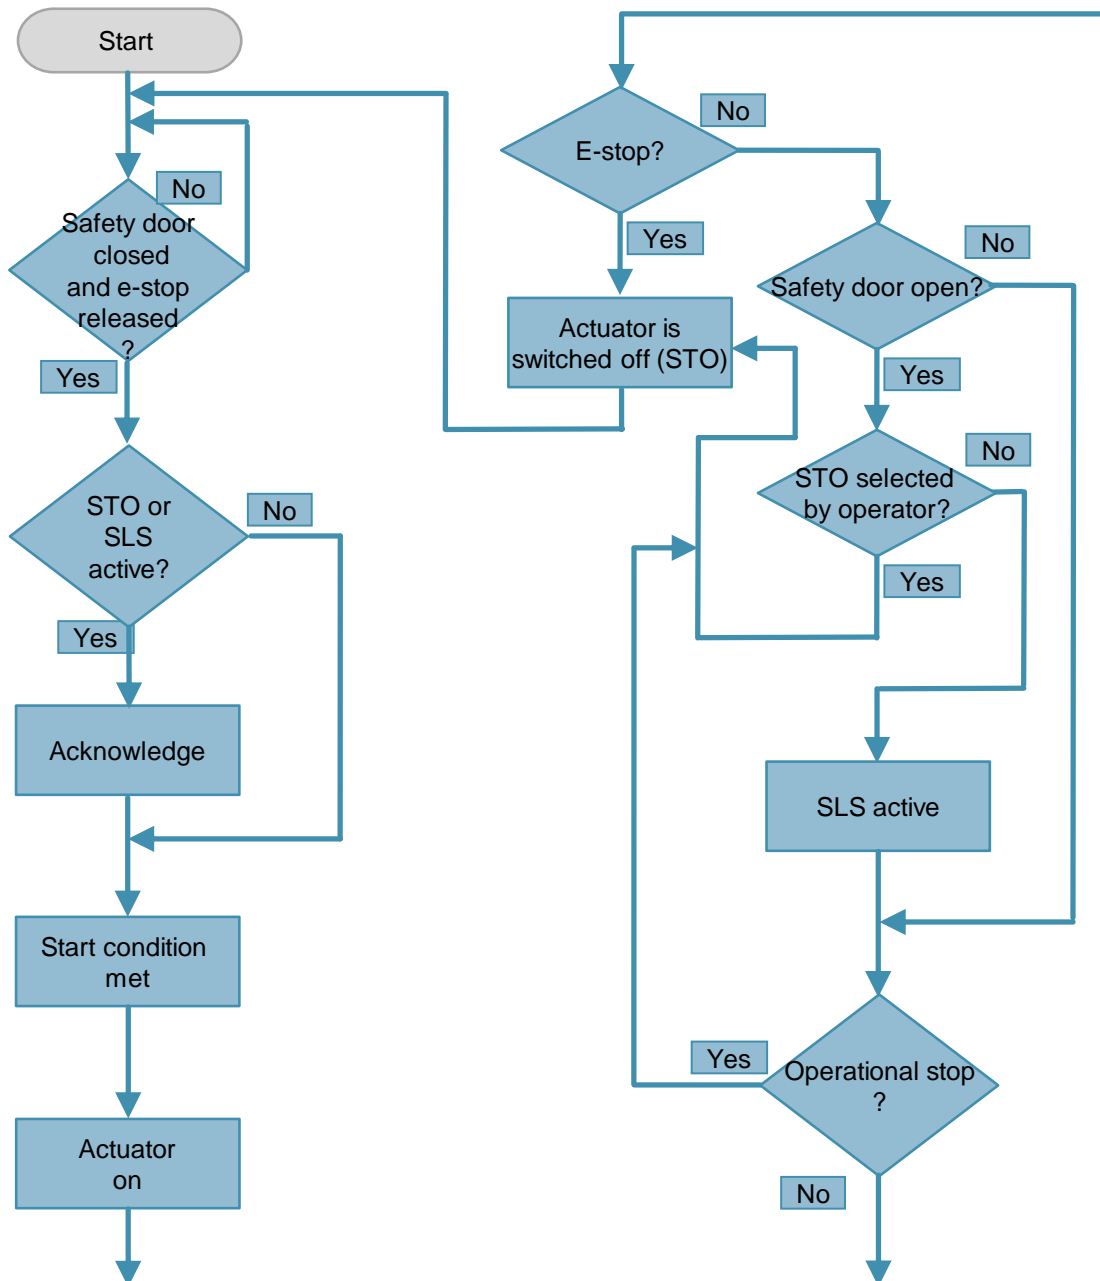 Start
No
Safety door
closed
and e-stop
released
?
Yes
STO or
SLS
active?
No
Yes
Acknowledge
Start condition
met
Actuator
on
E-stop?
No
Yes
Actuator is
switched off (STO)
Safety door open?
No
Yes
STO selected
by operator?
No
Yes
SLS active
Operational stop
?
Yes
No